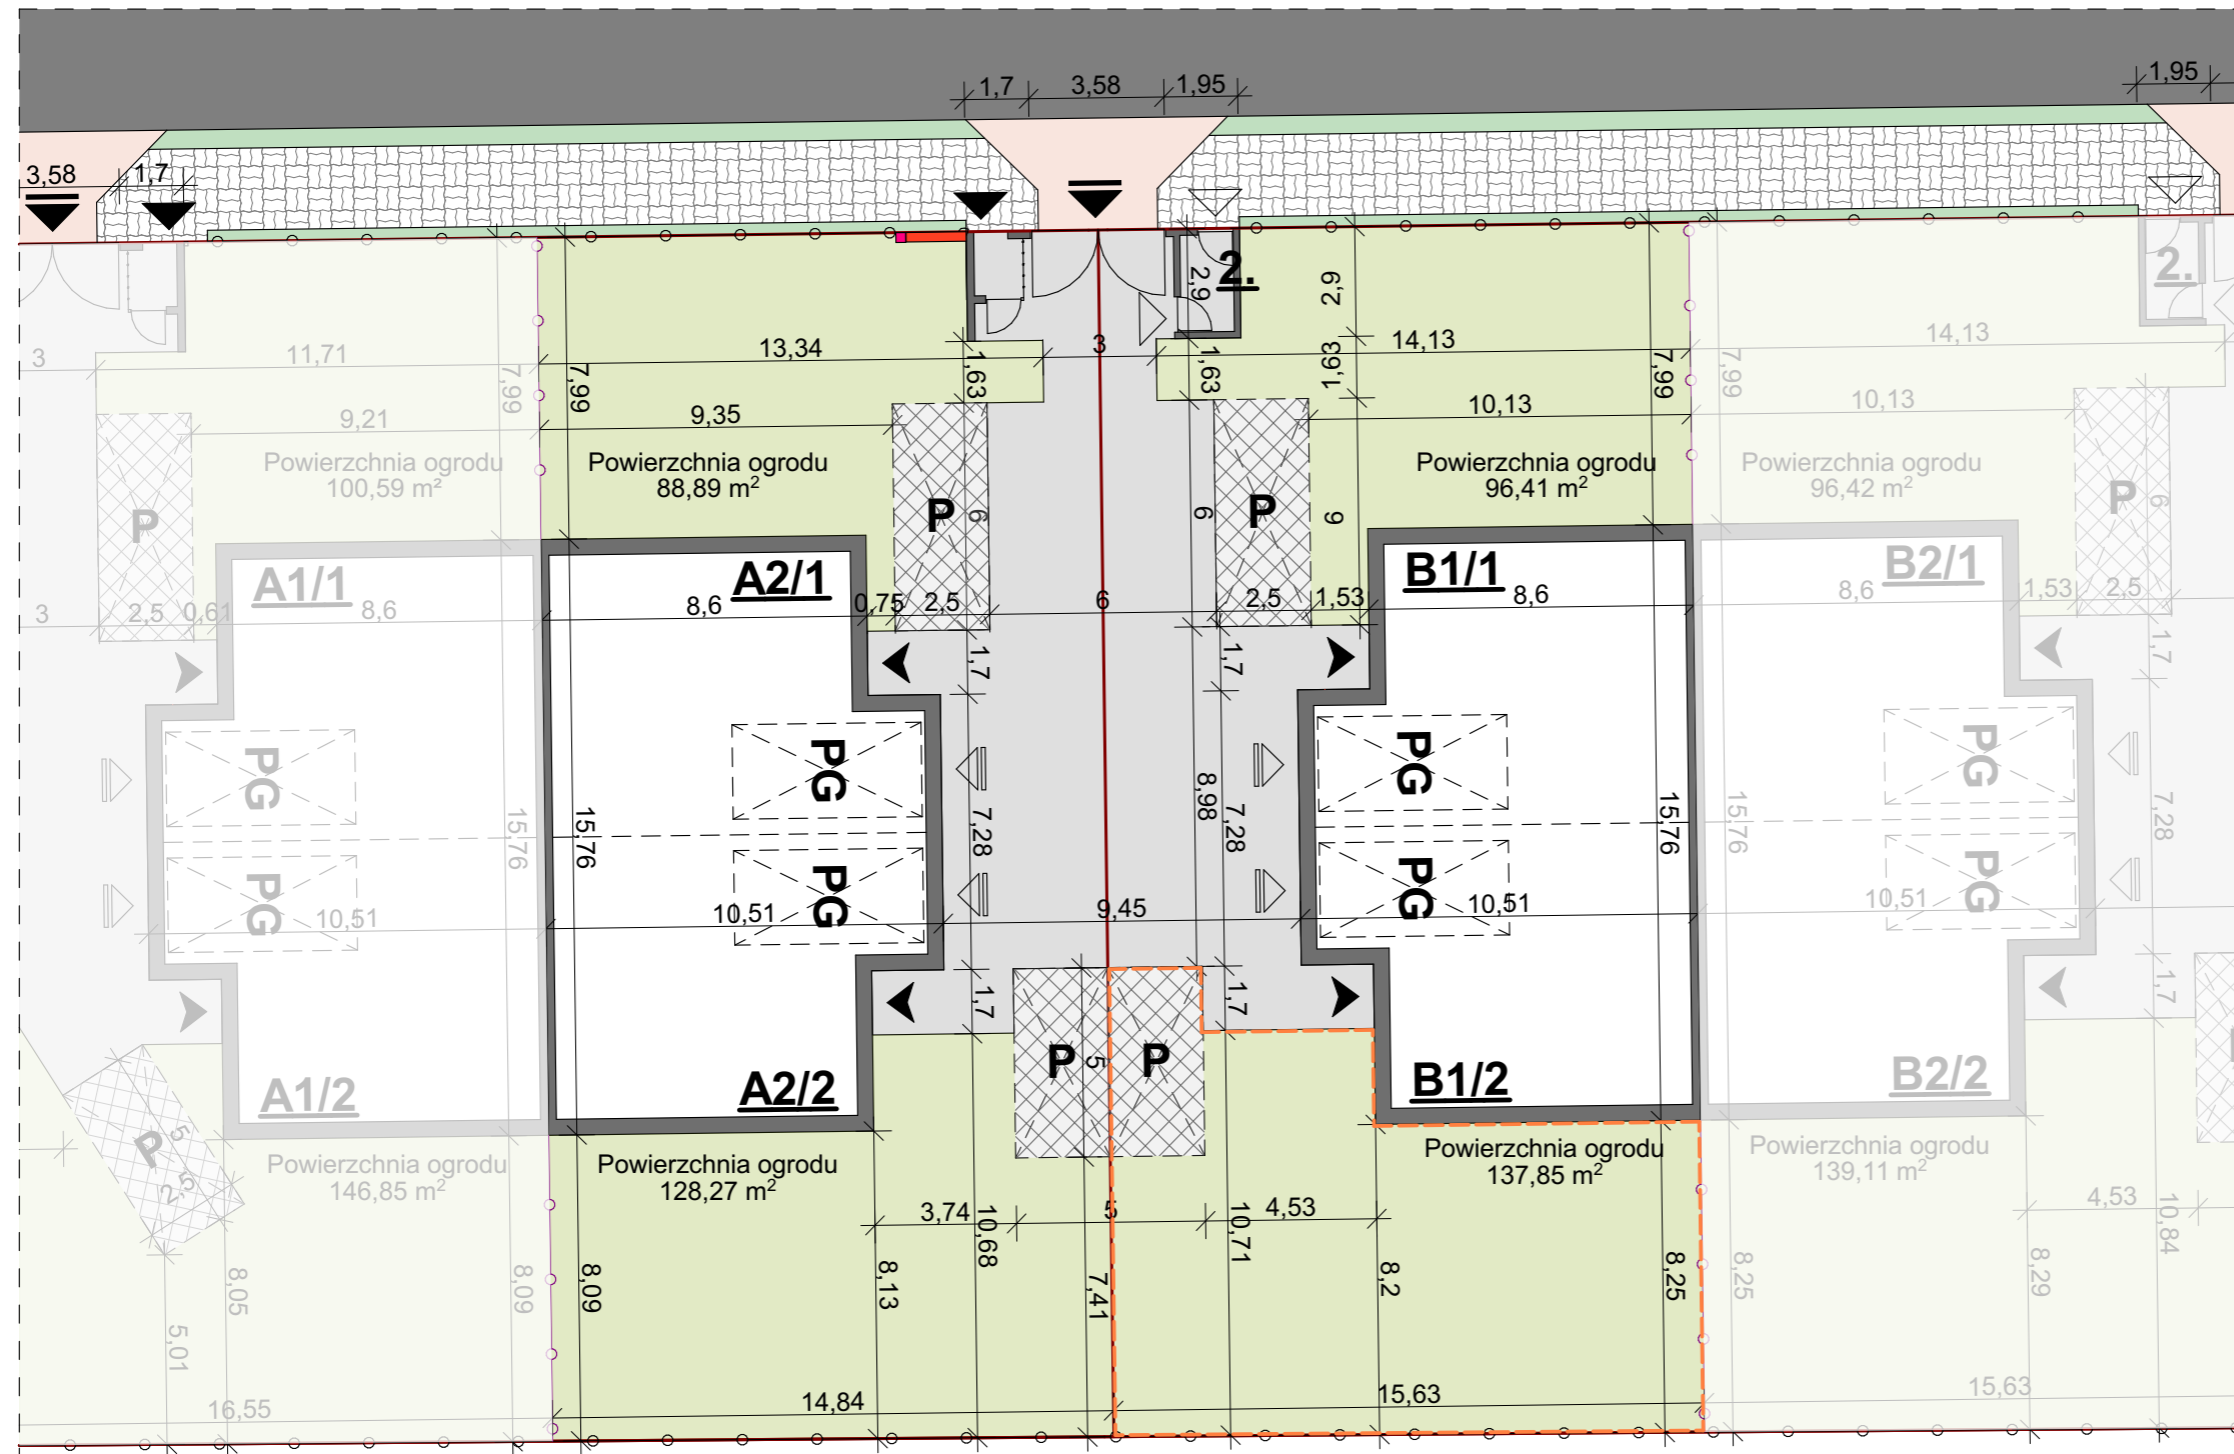 1,7 3,58 1,95 1,95
3,58 1,7
2. 2.
2,9 2,9
3 11,71 13,34 3 14,13 14,13
7,99 7,99 1,63 1,63 1,63 7,99 7,99
9,21 9,35 10,13 10,13
Powierzchnia ogrodu
100,59 m²
Powierzchnia ogrodu
88,89 m²
Powierzchnia ogrodu
96,41 m²
Powierzchnia ogrodu
96,42 m²
P P 6 6 P 6 P 6
A1/1 A2/1 B1/1 B2/1
3 2,5 0,61 8,6 8,6 0,75 2,5 6 2,5 1,53 8,6 8,6 1,53 2,5
1,7 1,7 1,7
PG PG PG PG
15,76 15,76 7,28 8,98 7,28 15,76 15,76 7,28
PG PG PG PG
10,51 10,51 9,45 10,51 10,51
1,7 1,7 1,7
P 5 P
A1/2 A2/2 B1/2 B2/2
P 5
2,5
Powierzchnia ogrodu
146,85 m²
Powierzchnia ogrodu
128,27 m²
Powierzchnia ogrodu
137,85 m²
Powierzchnia ogrodu
139,11 m²
3,74 5 4,53 4,53
10,68 10,71 10,84
5,01 8,05 8,09 8,09 8,13 7,41 8,2 8,25 8,25 8,29
16,55 14,84 15,63 15,63